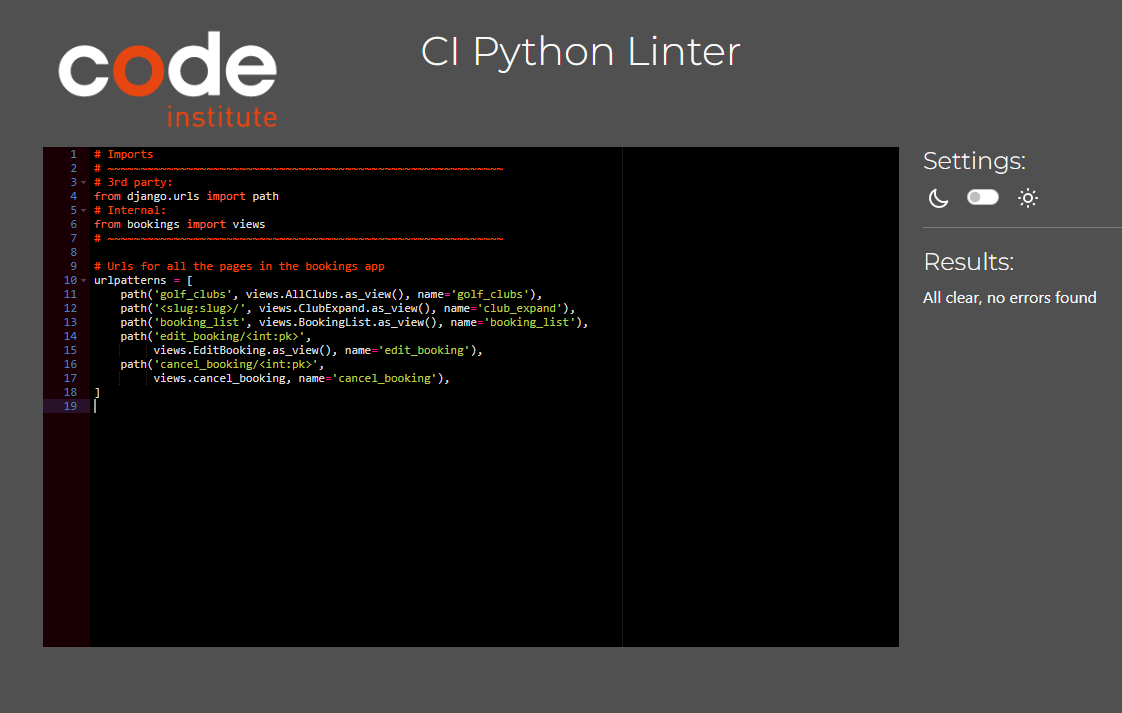 code
institute
CI Python Linter
1 # Imports
2 # ~~~~~~~~~~~~~~~~~~~~~~~~~~~~~~~~~~~~~~~~~~~~~~~~~~~~~~~~~~~~
3 # 3rd party:
4 from django.urls import path
5 # Internal:
6 from bookings import views
7 # ~~~~~~~~~~~~~~~~~~~~~~~~~~~~~~~~~~~~~~~~~~~~~~~~~~~~~~~~~~~~
8
9 # Urls for all the pages in the bookings app
10 urlpatterns = [
11     path('golf_clubs', views.AllClubs.as_view(), name='golf_clubs'),
12     path('<slug:slug>/', views.ClubExpand.as_view(), name='club_expand'),
13     path('booking_list', views.BookingList.as_view(), name='booking_list'),
14     path('edit_booking/<int:pk>',
15          views.EditBooking.as_view(), name='edit_booking'),
16     path('cancel_booking/<int:pk>',
17          views.cancel_booking, name='cancel_booking'),
18 ]
19
Settings:
Results:
All clear, no errors found